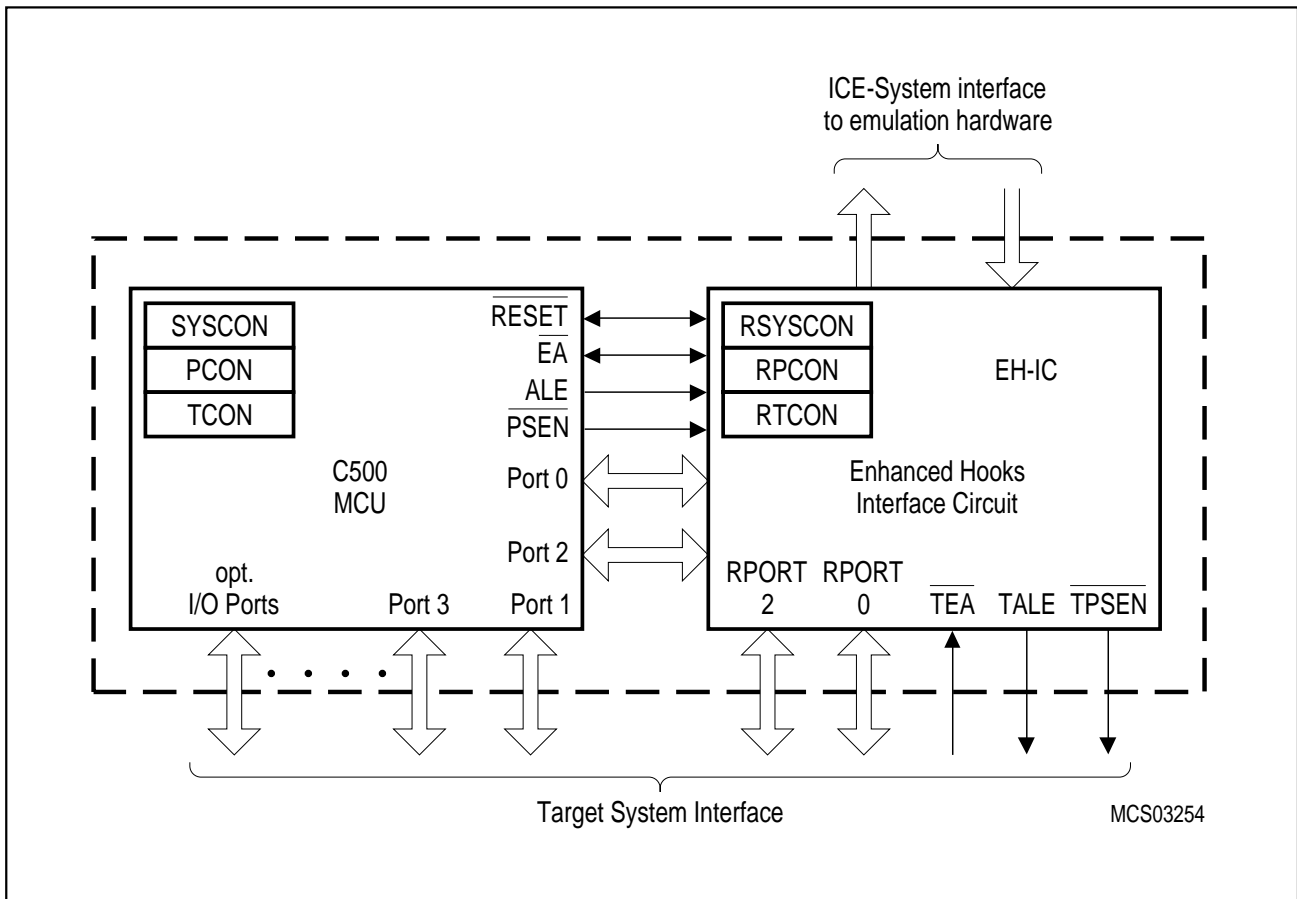 ICE-System interface
to emulation hardware
SYSCON
PCON
TCON
RESET
EA
ALE
PSEN
Port 0
Port 2
C500
MCU
opt.
I/O Ports
Port 3
Port 1
RSYSCON
RPCON
RTCON
EH-IC
Enhanced Hooks
Interface Circuit
RPORT
2
RPORT
0
TEA
TALE
TPSEN
Target System Interface
MCS03254